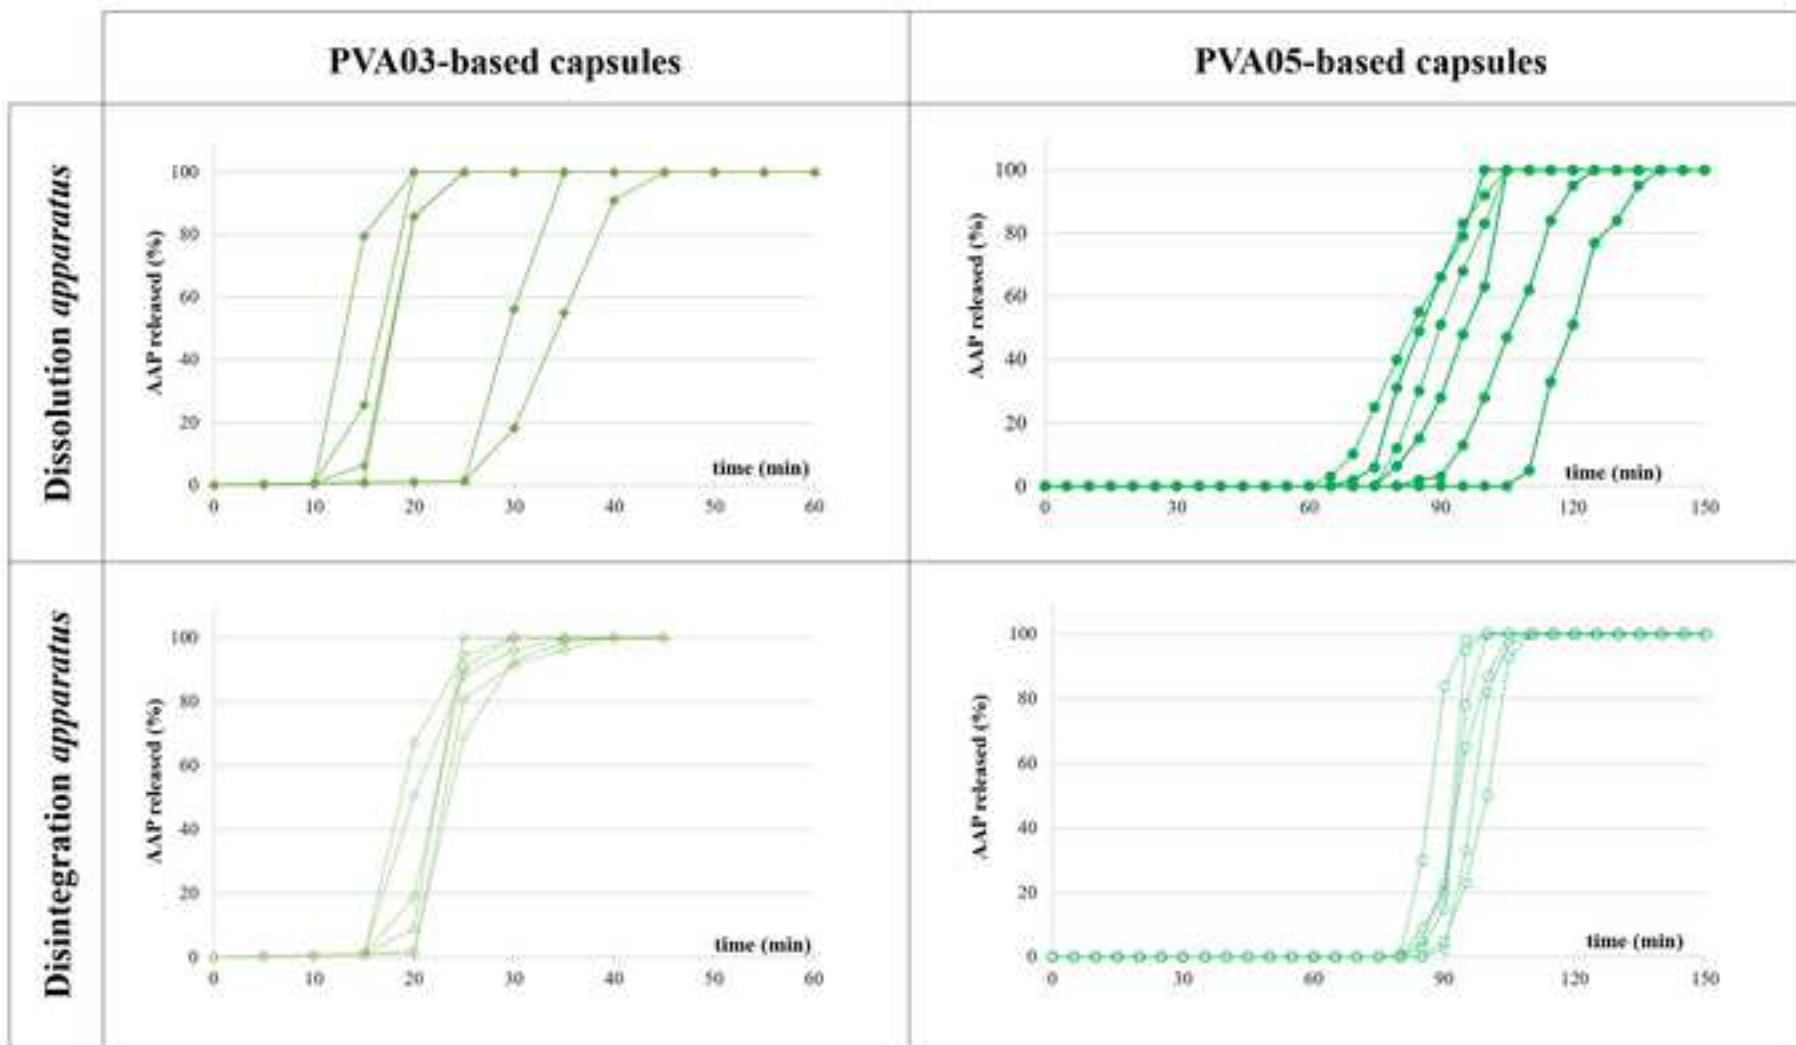 PVA03-based capsules
PVA05-based capsules
Dissolution apparatus
100
80
60
40
20
0
AAP released (%)
time (min)
0 10 20 30 40 50 60
100
80
60
40
20
0
AAP released (%)
time (min)
0 30 60 90 120 150
Disintegration apparatus
100
80
60
40
20
0
AAP released (%)
time (min)
0 10 20 30 40 50 60
100
80
60
40
20
0
AAP released (%)
time (min)
0 30 60 90 120 150